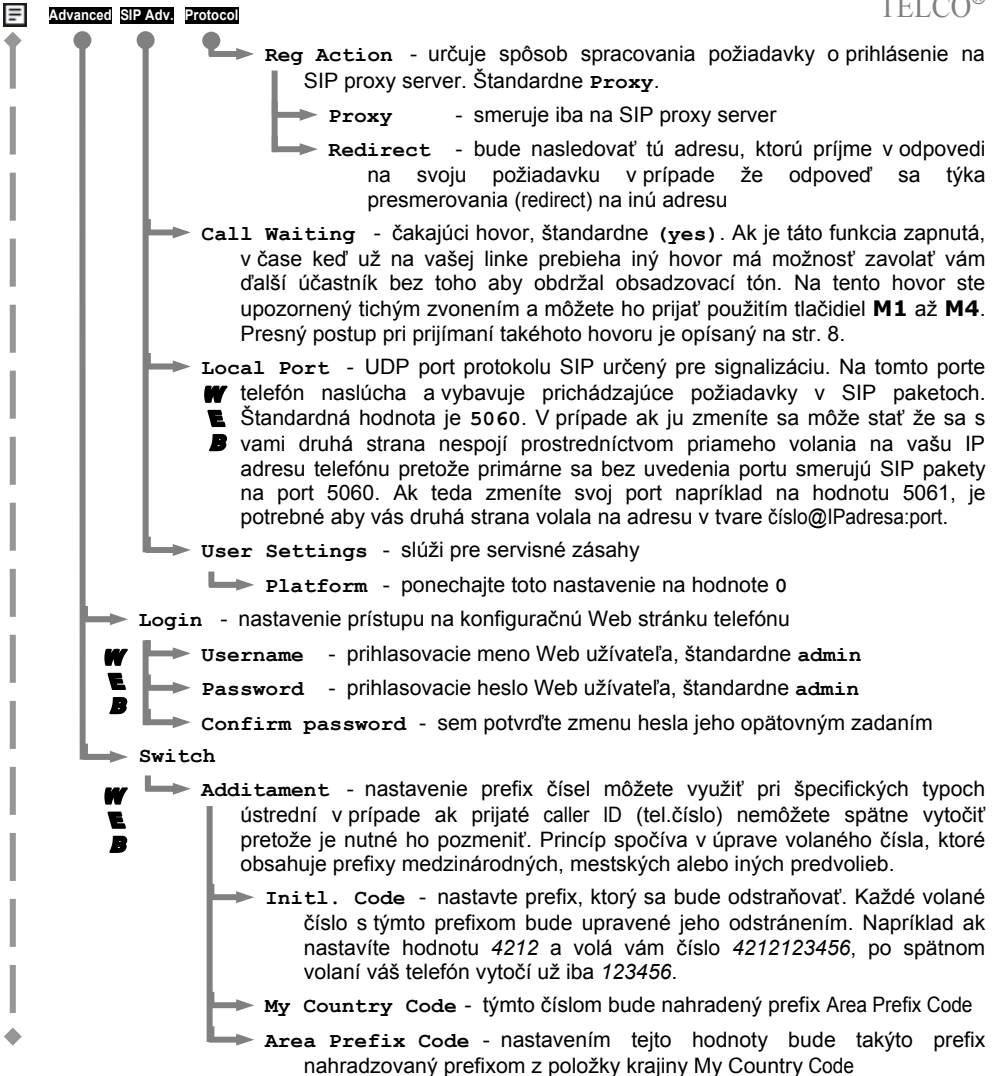 TELCO®
Advanced SIP Adv. Protocol
Reg Action - určuje spôsob spracovania požiadavky o prihlásenie na
SIP proxy server. Štandardne Proxy.
Proxy - smeruje iba na SIP proxy server
Redirect - bude nasledovať tú adresu, ktorú príjme v odpovedi
na svoju požiadavku v prípade že odpoveď sa týka
presmerovania (redirect) na inú adresu
Call Waiting - čakajúci hovor, štandardne (yes). Ak je táto funkcia zapnutá,
v čase keď už na vašej linke prebieha iný hovor má možnosť zavolať vám
ďalší účastník bez toho aby obdržal obsadzovací tón. Na tento hovor ste
upozornený tichým zvonením a môžete ho prijať použitím tlačidiel M1 až M4.
Presný postup pri prijímaní takéhoto hovoru je opísaný na str. 8.
Local Port - UDP port protokolu SIP určený pre signalizáciu. Na tomto porte
telefón naslúcha a vybavuje prichádzajúce požiadavky v SIP paketoch.
Štandardná hodnota je 5060. V prípade ak ju zmeníte sa môže stať že sa s
vami druhá strana nespojí prostredníctvom priameho volania na vašu IP
adresu telefónu pretože primárne sa bez uvedenia portu smerujú SIP pakety
na port 5060. Ak teda zmeníte svoj port napríklad na hodnotu 5061, je
potrebné aby vás druhá strana volala na adresu v tvare číslo@IPadresa:port.
WEB
User Settings - slúži pre servisné zásahy
Platform - ponechajte toto nastavenie na hodnote 0
Login - nastavenie prístupu na konfiguračnú Web stránku telefónu
WEB
Username - prihlasovacie meno Web užívateľa, štandardne admin
Password - prihlasovacie heslo Web užívateľa, štandardne admin
Confirm password - sem potvrďte zmenu hesla jeho opätovným zadaním
Switch
WEB
Additament - nastavenie prefix čísel môžete využiť pri špecifických typoch
ústrední v prípade ak prijaté caller ID (tel.číslo) nemôžete spätne vytočiť
pretože je nutné ho pozmeniť. Princíp spočíva v úprave volaného čísla, ktoré
obsahuje prefixy medzinárodných, mestských alebo iných predvolieb.
Initl. Code - nastavte prefix, ktorý sa bude odstraňovať. Každé volané
číslo s týmto prefixom bude upravené jeho odstránením. Napríklad ak
nastavíte hodnotu 4212 a volá vám číslo 4212123456, po spätnom
volaní váš telefón vytočí už iba 123456.
My Country Code - týmto číslom bude nahradený prefix Area Prefix Code
Area Prefix Code - nastavením tejto hodnoty bude takýto prefix
nahradzovaný prefixom z položky krajiny My Country Code